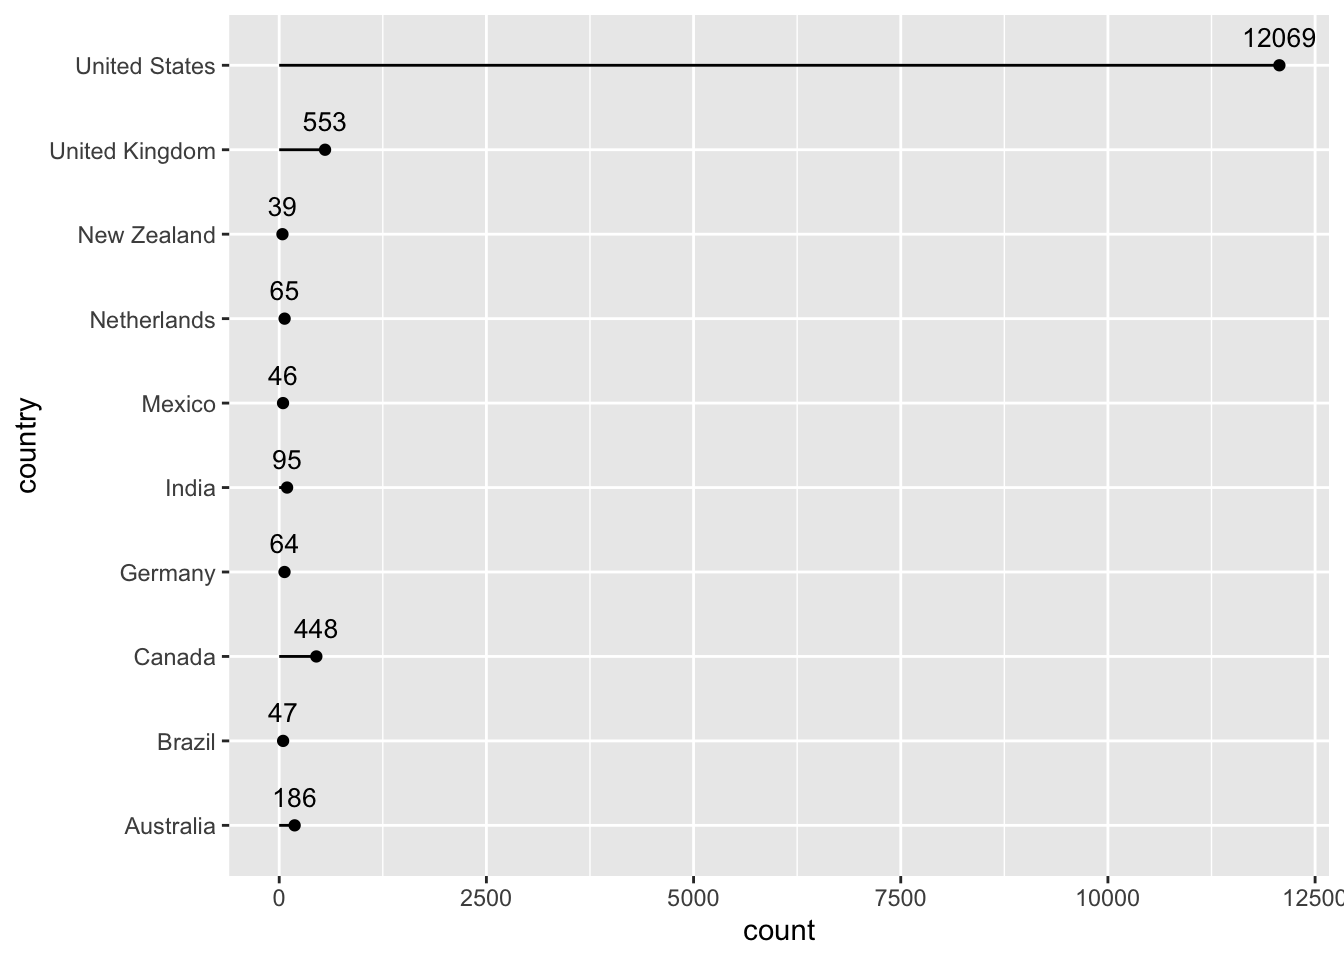 12069
United States
553
United Kingdom
39
New Zealand
65
Netherlands
46
Mexico
95
India
64
Germany
448
Canada
47
Brazil
186
Australia
country
0 2500 5000 7500 10000 12500
count